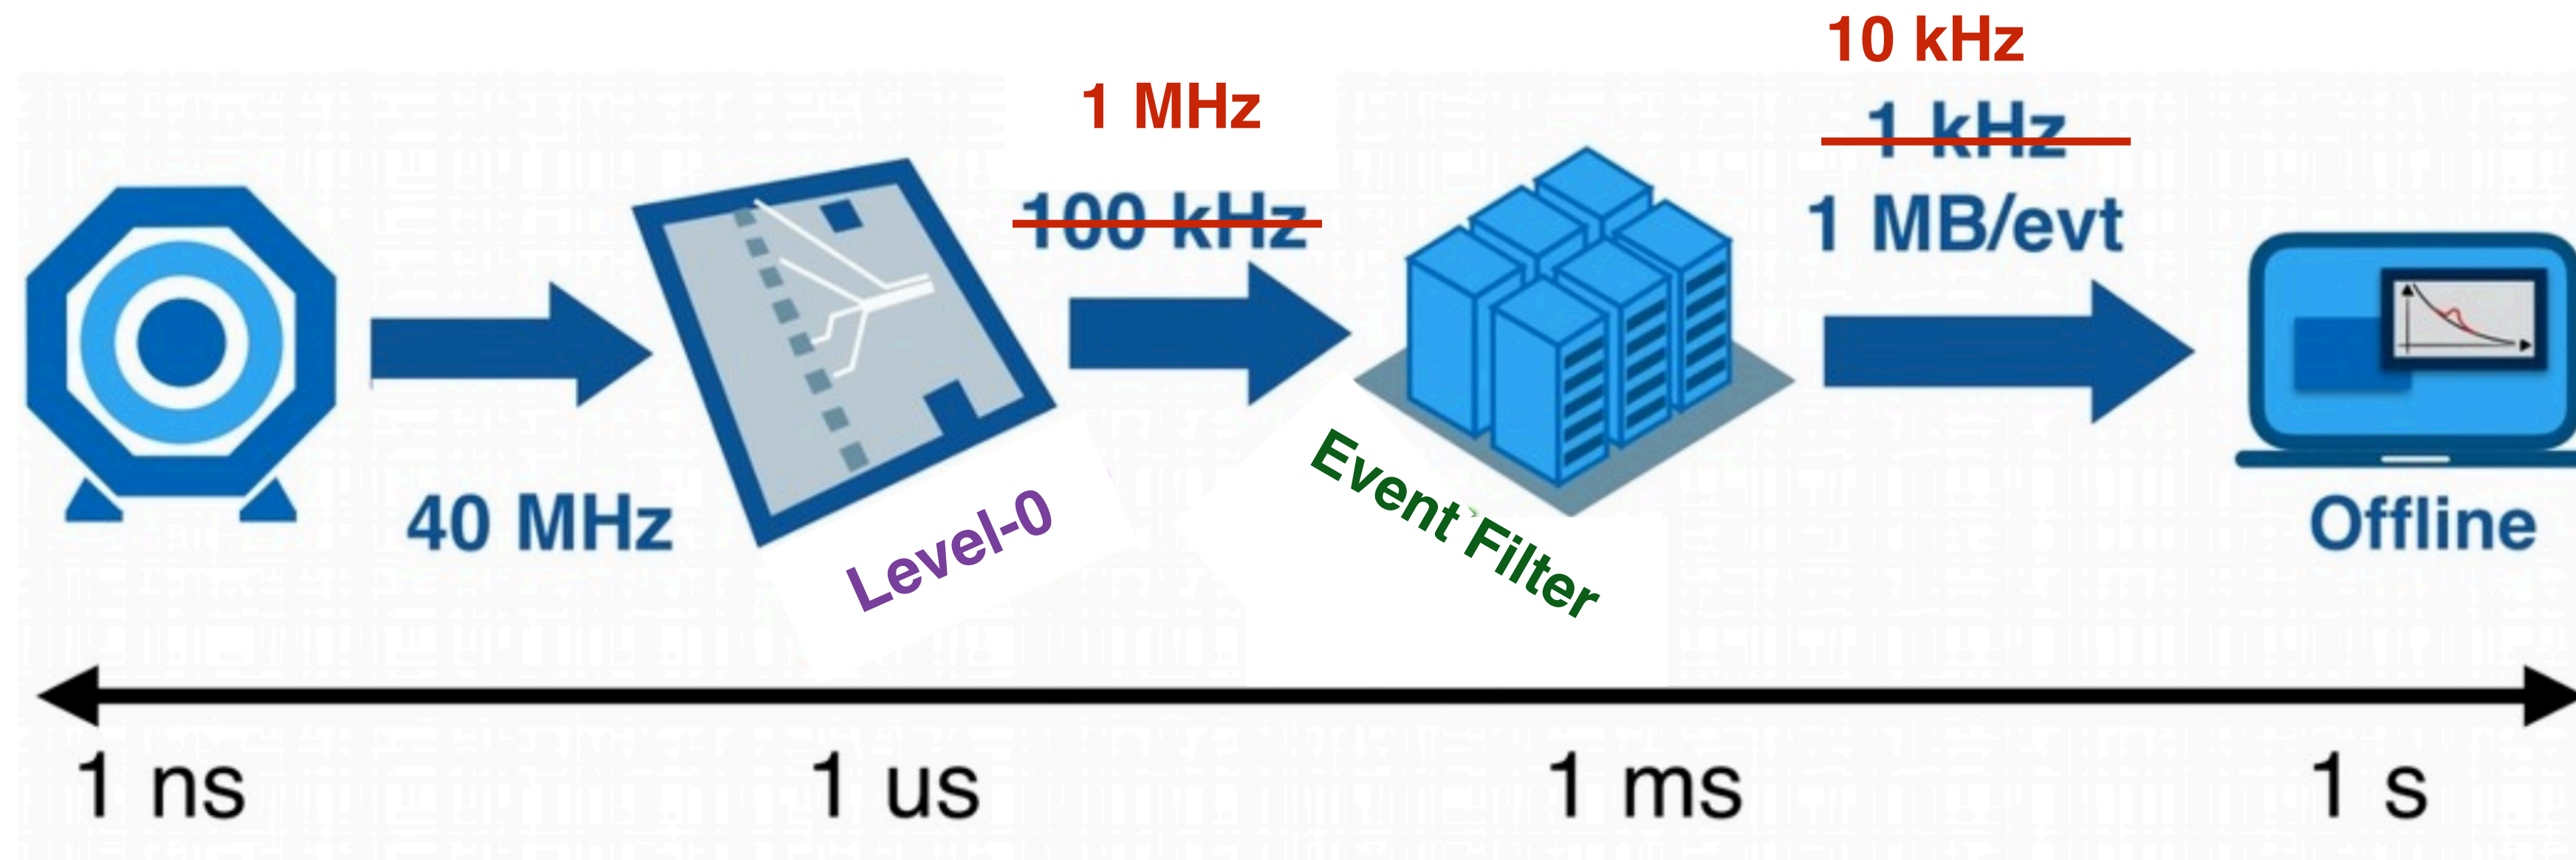 10 kHz
1 MHz
1 kHz
100 kHz
1 MB/evt
40 MHz
Level-0
Event Filter
Offline
1 ns
1 us
1 ms
1 s